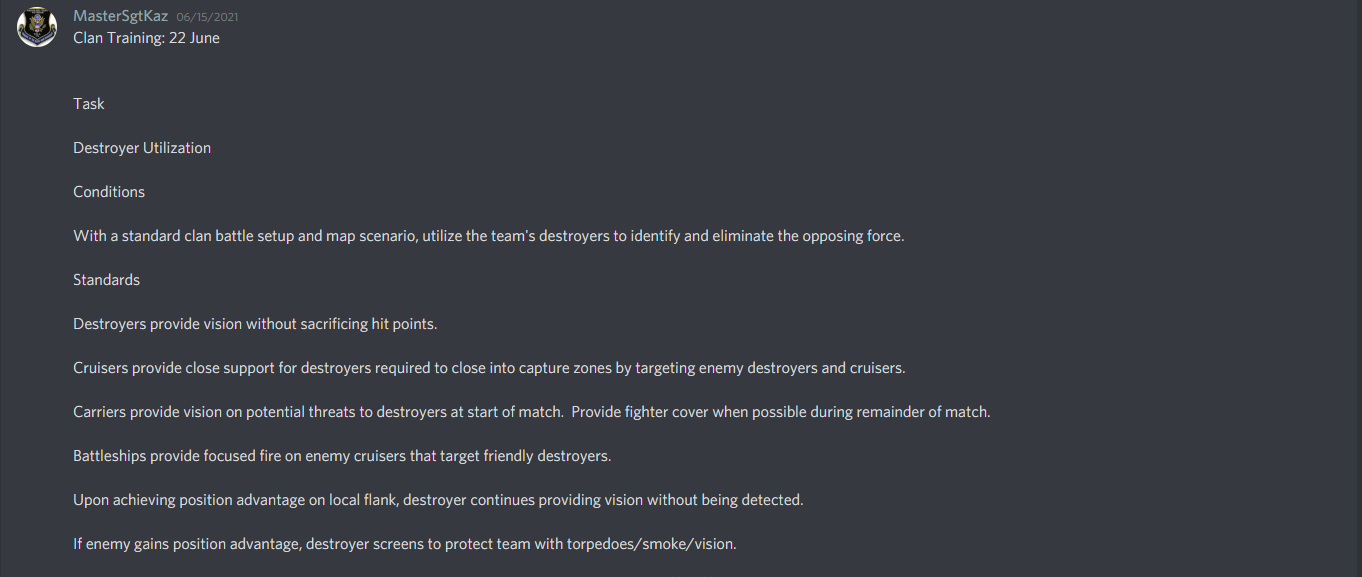 MasterSgtKaz 06/15/2021
Clan Training: 22 June
Task
Destroyer Utilization
Conditions
With a standard clan battle setup and map scenario, utilize the team's destroyers to identify and eliminate the opposing force.
Standards
Destroyers provide vision without sacrificing hit points.
Cruisers provide close support for destroyers required to close into capture zones by targeting enemy destroyers and cruisers.
Carriers provide vision on potential threats to destroyers at start of match.  Provide fighter cover when possible during remainder of match.
Battleships provide focused fire on enemy cruisers that target friendly destroyers.
Upon achieving position advantage on local flank, destroyer continues providing vision without being detected.
If enemy gains position advantage, destroyer screens to protect team with torpedoes/smoke/vision.